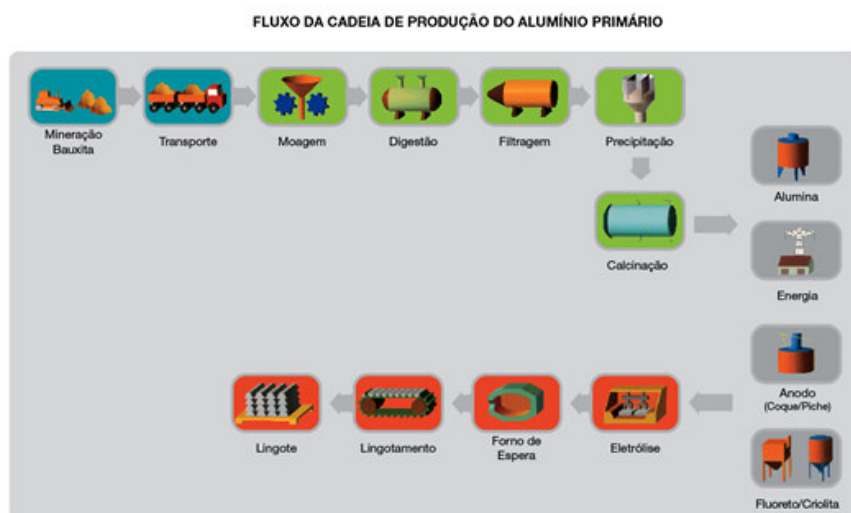 FLUXO DA CADEIA DE PRODUÇÃO DO ALUMÍNIO PRIMÁRIO
Mineração
Bauxita
Transporte
Moagem
Digestão
Filtragem
Precipitação
Calcinação
Alumina
Energia
Anodo
(Coque/Piche)
Fluoreto/Criolita
Eletrólise
Forno de
Espera
Lingotamento
Lingote